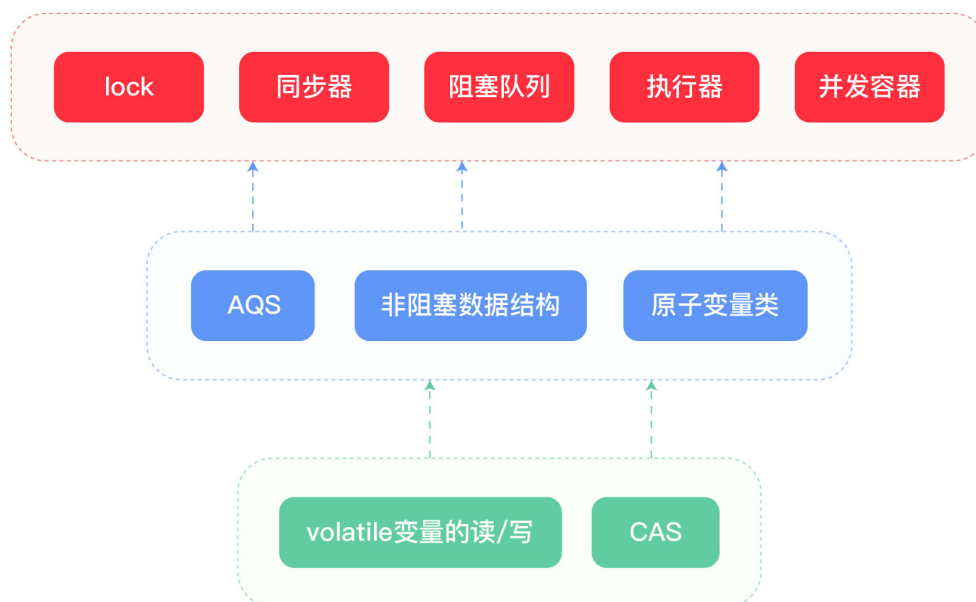 lock
同步器
阻塞队列
执行器
并发容器
AQS
非阻塞数据结构
原子变量类
volatile变量的读/写
CAS